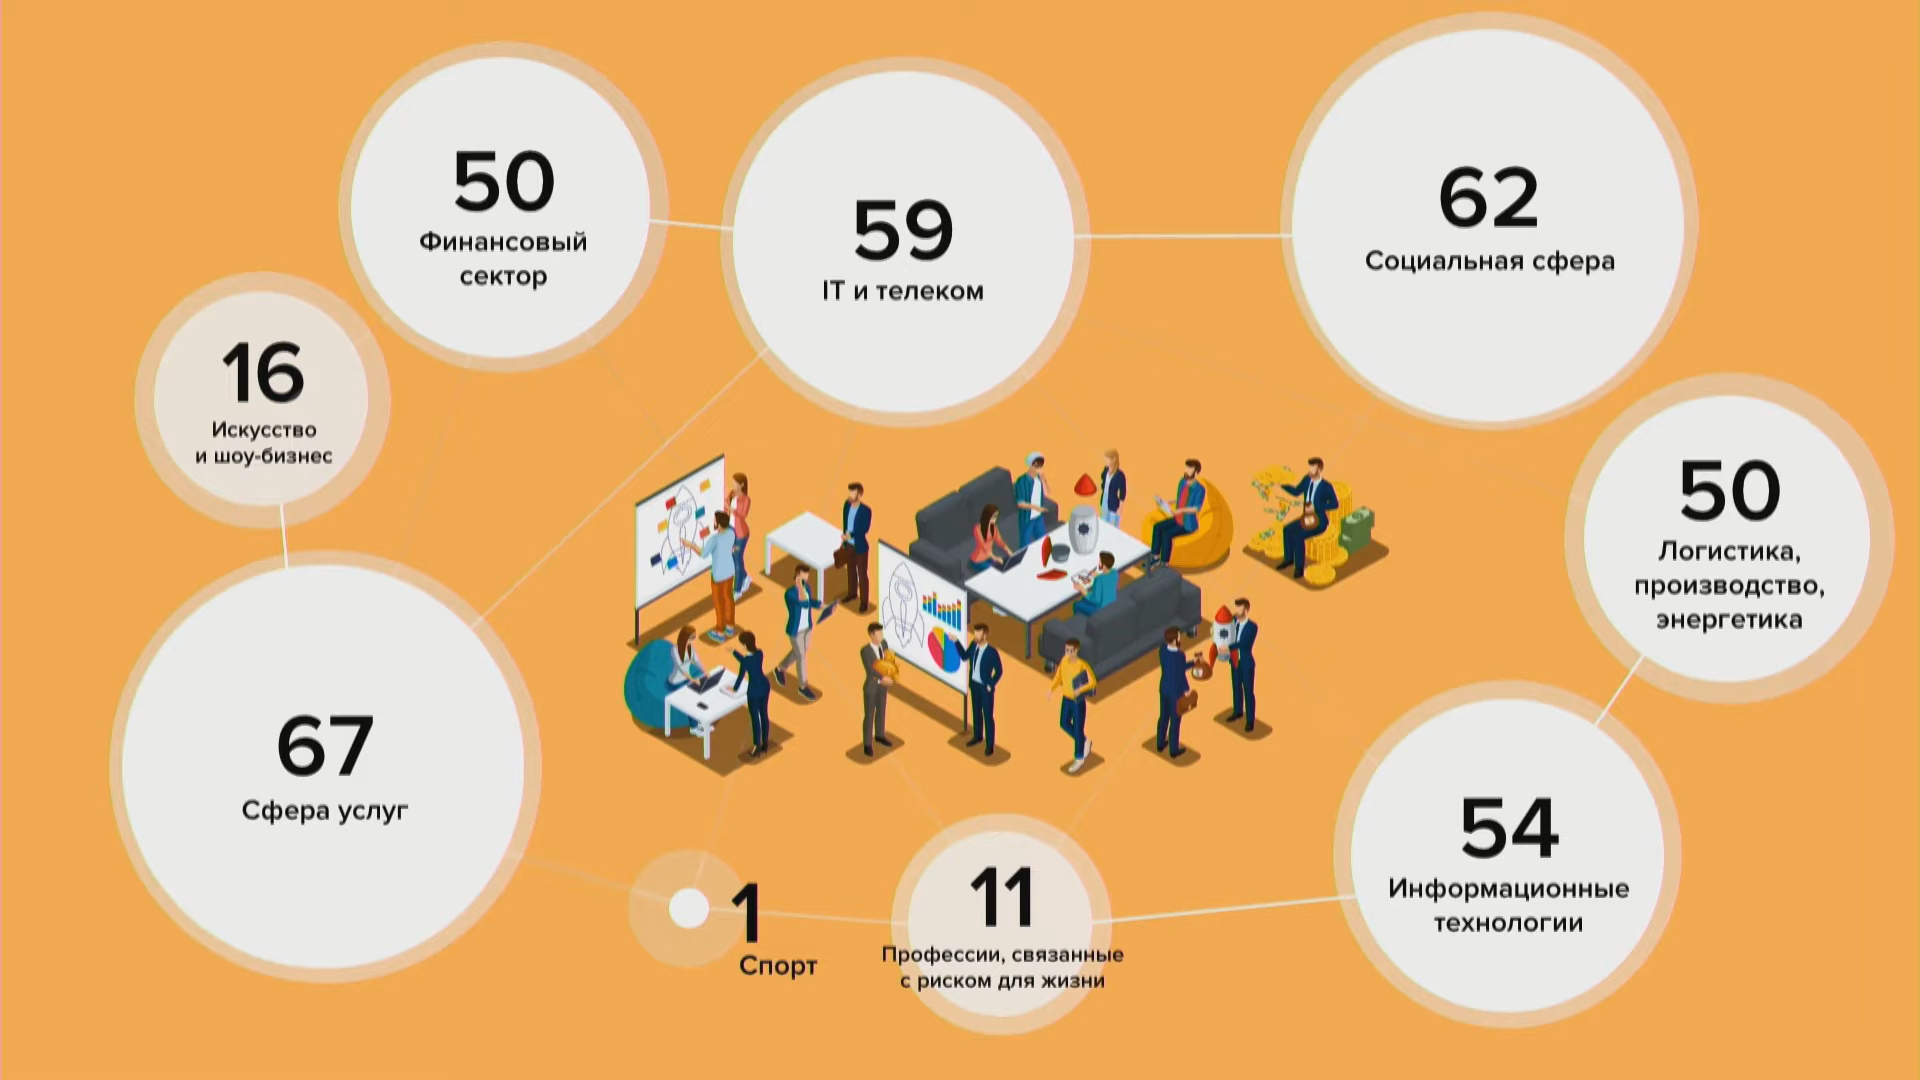 50
Финансовый
сектор
59
IT и телеком
62
Социальная сфера
16
Искусство
и шоу-бизнес
50
Логистика,
производство,
энергетика
67
Сфера услуг
54
Информационные
технологии
1
Спорт
11
Профессии, связанные
с риском для жизни